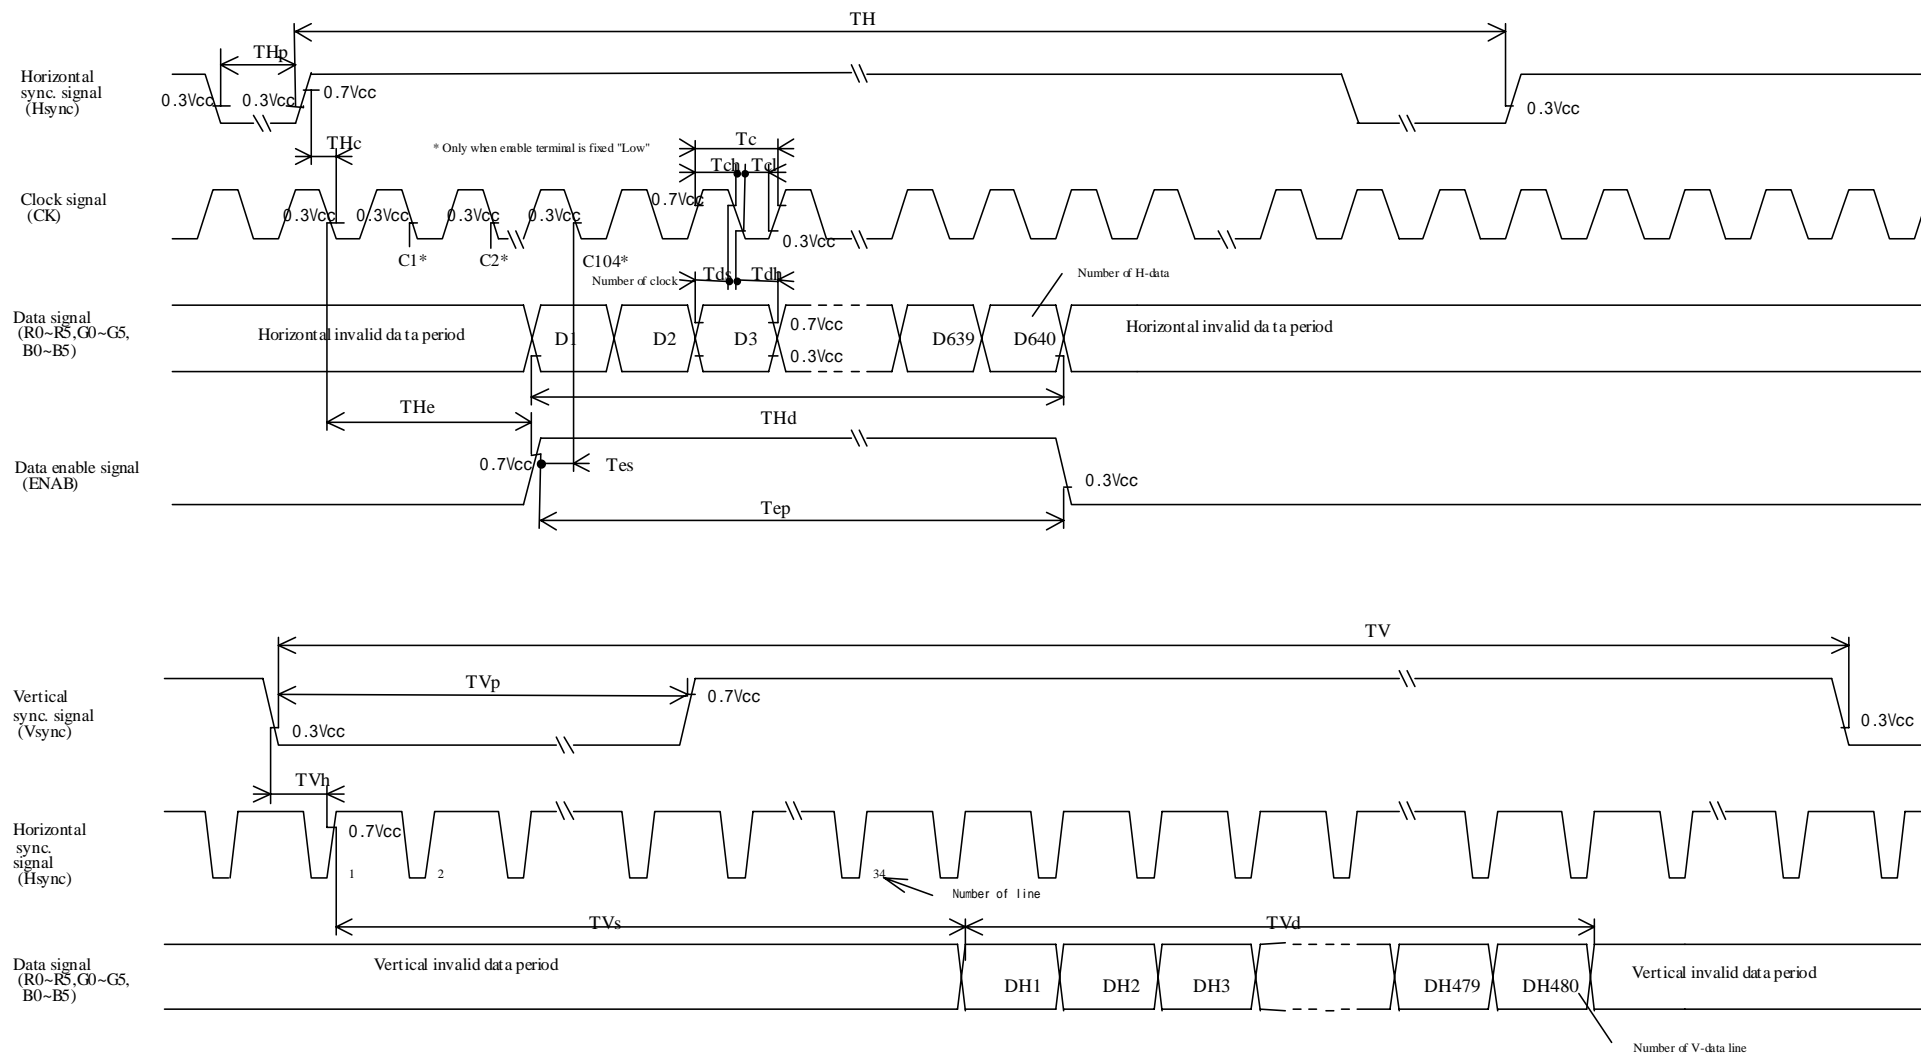 TH
THp
Horizontal
sync. signal
(Hsync)
0.3Vcc
0.3Vcc
0.7Vcc
0.3Vcc
THc
* Only when enable terminal is fixed "Low"
Tc
Tch
Tcl
Clock signal
(CK)
0.3Vcc
0.3Vcc
0.3Vcc
0.3Vcc
0.7Vcc
0.3Vcc
C1*
C2*
C104*
Number of clock
Tds
Tdh
Number of H-data
Data signal
(R0~R5,G0~G5,
B0~B5)
Horizontal invalid data period
D1
D2
D3
0.7Vcc
0.3Vcc
D639
D640
Horizontal invalid data period
THe
THd
Data enable signal
(ENAB)
0.7Vcc
Tes
0.3Vcc
Tep
TV
TVp
Vertical
sync. signal
(Vsync)
0.7Vcc
0.3Vcc
0.3Vcc
TVh
Horizontal
sync.
signal
(Hsync)
0.7Vcc
1
2
34
Number of line
TVs
TVd
Data signal
(R0~R5,G0~G5,
B0~B5)
Vertical invalid data period
DH1
DH2
DH3
DH479
DH480
Vertical invalid data period
Number of V-data line